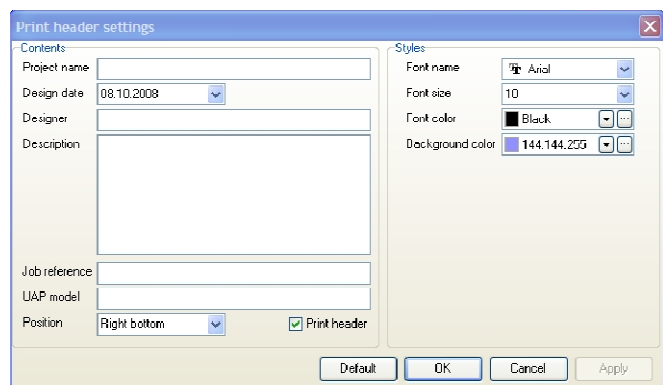 Print header settings
Contents
Project name
Design date 08.10.2008
Designer
Description
Job reference
UAP model
Position Right bottom Print header
Styles
Font name Arial
Font size 10
Font color Black
Background color 144.144.255
Default OK Cancel Apply